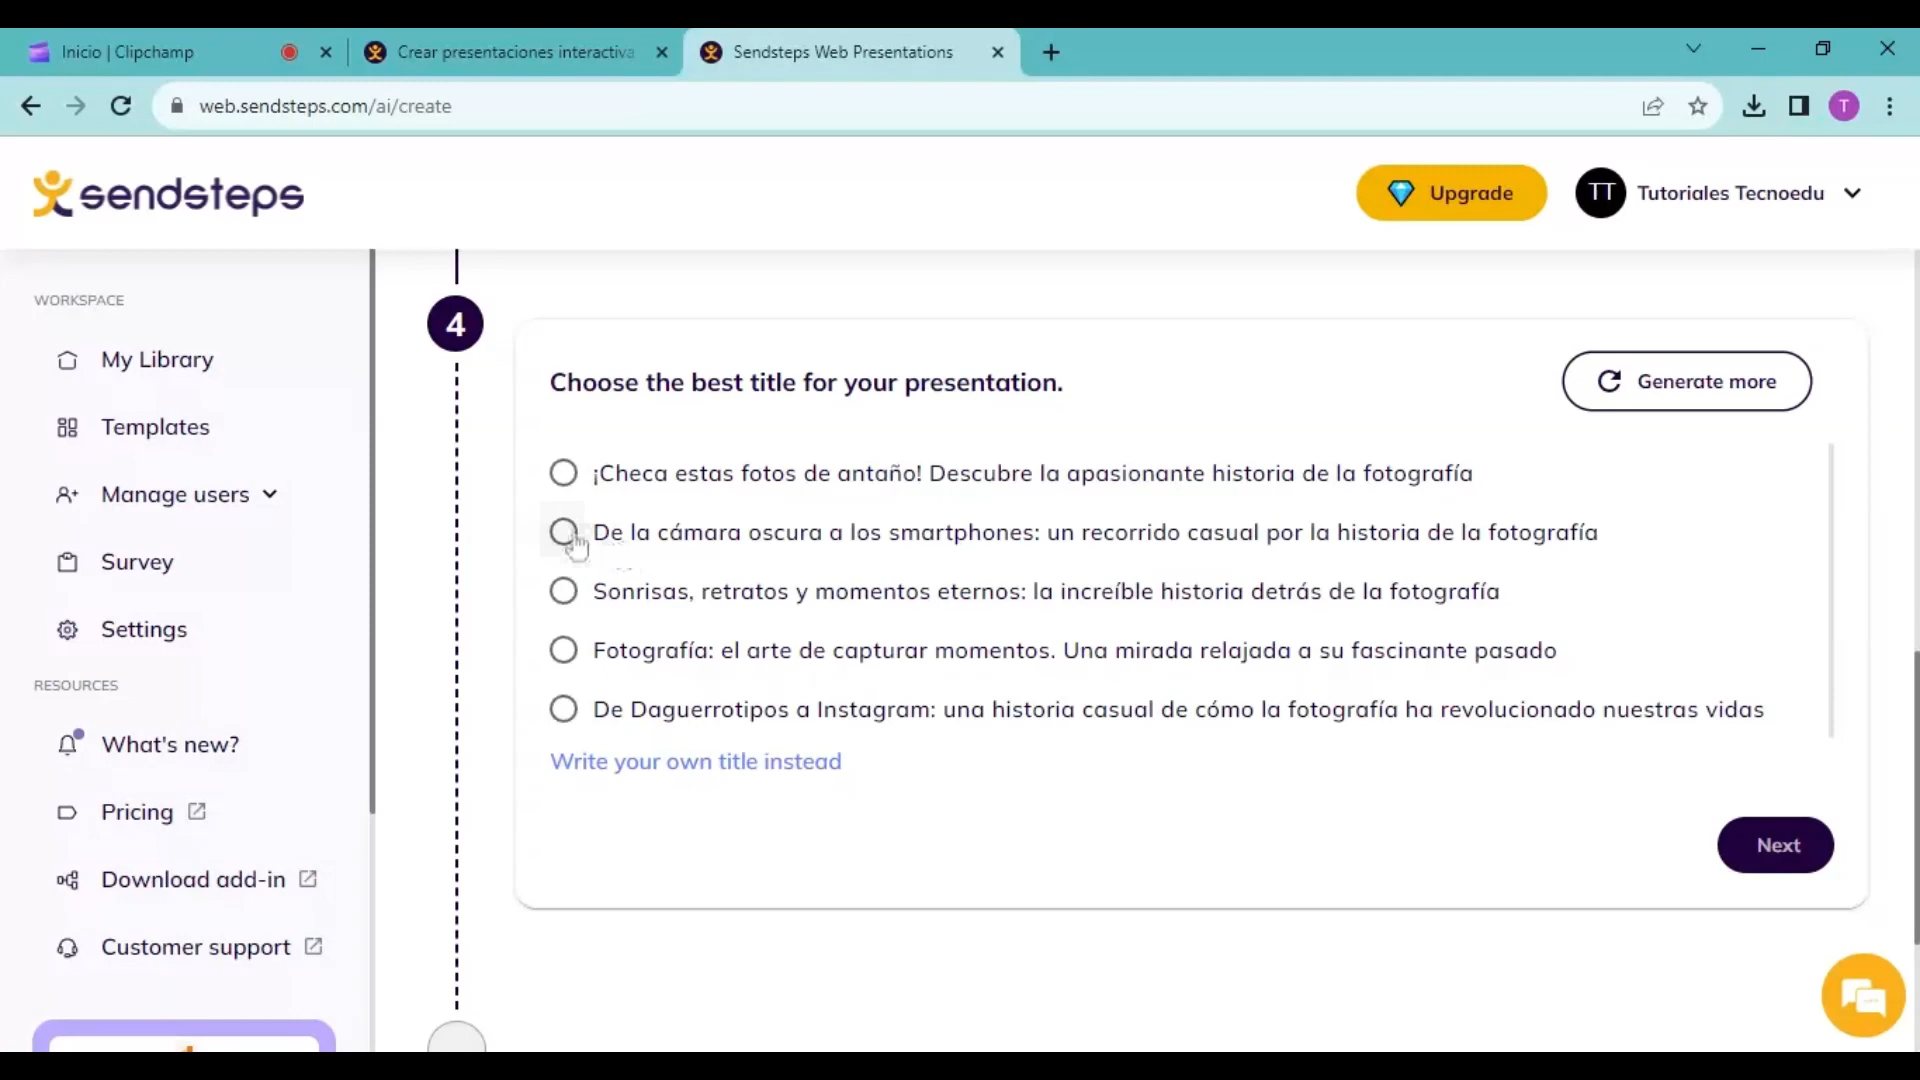 Inicio | Clipchamp
Crear presentaciones interactiva
Sendsteps Web Presentations
web.sendsteps.com/ai/create
T
sendsteps
Upgrade
TT
Tutoriales Tecnoedu
WORKSPACE
My Library
Templates
Manage users
Survey
Settings
RESOURCES
What's new?
Pricing
Download add-in
Customer support
4
Choose the best title for your presentation.
Generate more
¡Checa estas fotos de antaño! Descubre la apasionante historia de la fotografía
De la cámara oscura a los smartphones: un recorrido casual por la historia de la fotografía
Sonrisas, retratos y momentos eternos: la increíble historia detrás de la fotografía
Fotografía: el arte de capturar momentos. Una mirada relajada a su fascinante pasado
De Daguerrotipos a Instagram: una historia casual de cómo la fotografía ha revolucionado nuestras vidas
Write your own title instead
Next